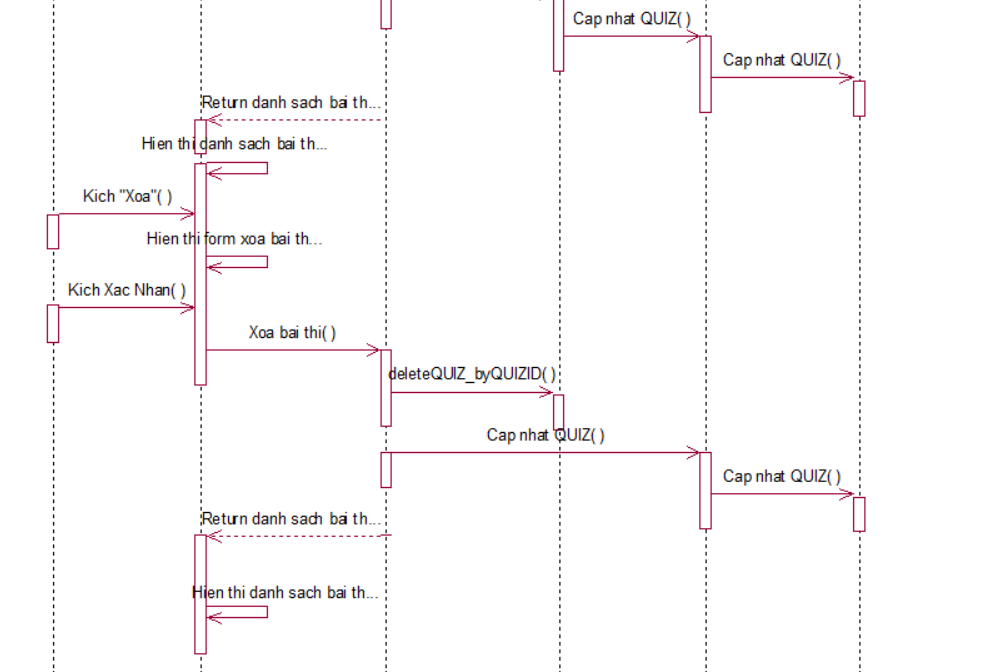 Cap nhat QUIZ( )
Cap nhat QUIZ( )
Return danh sach bai th...
Hien thi danh sach bai th...
Kich "Xoa"( )
Hien thi form xoa bai th...
Kich Xac Nhan( )
Xoa bai thi( )
deleteQUIZ_byQUIZID( )
Cap nhat QUIZ( )
Cap nhat QUIZ( )
Return danh sach bai th...
Hien thi danh sach bai th...